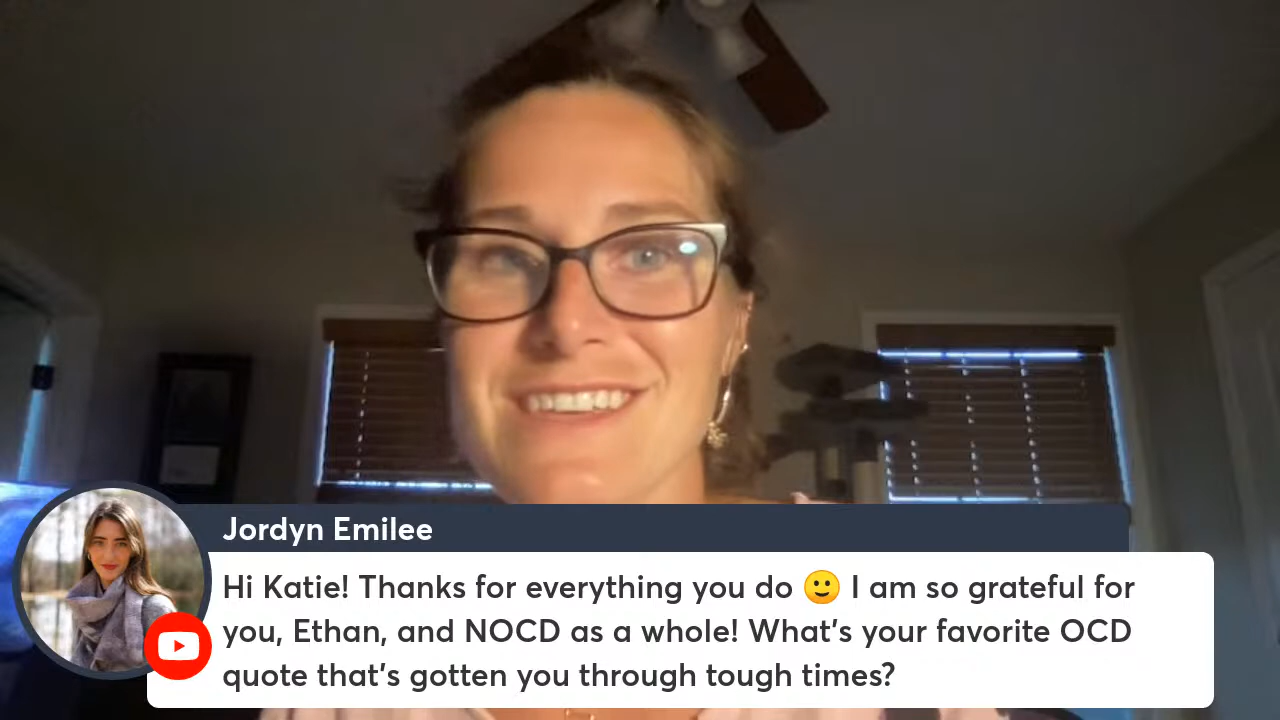 Jordyn Emilee
Hi Katie! Thanks for everything you do 🙂 I am so grateful for
you, Ethan, and NOCD as a whole! What's your favorite OCD
quote that's gotten you through tough times?